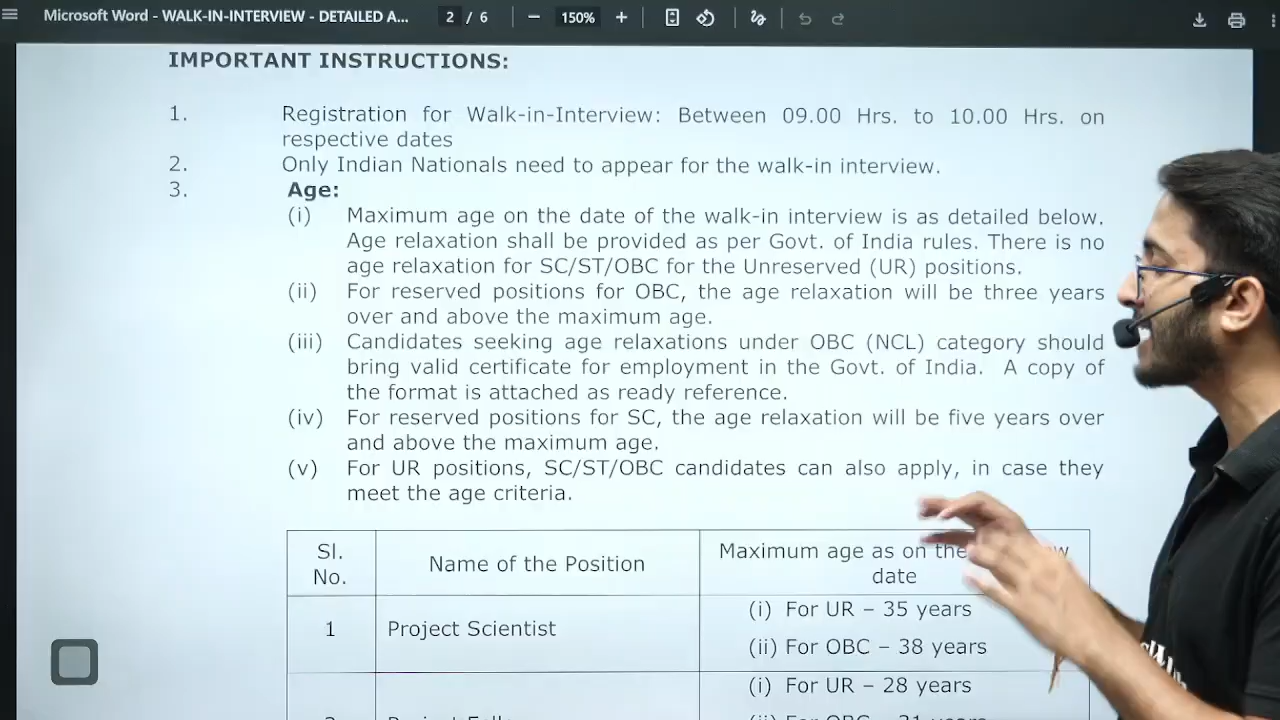 Microsoft Word - WALK-IN-INTERVIEW - DETAILED A...
2 / 6
150%
IMPORTANT INSTRUCTIONS:
1. Registration for Walk-in-Interview: Between 09.00 Hrs. to 10.00 Hrs. on
respective dates
2. Only Indian Nationals need to appear for the walk-in interview.
3. Age:
(i) Maximum age on the date of the walk-in interview is as detailed below.
Age relaxation shall be provided as per Govt. of India rules. There is no
age relaxation for SC/ST/OBC for the Unreserved (UR) positions.
(ii) For reserved positions for OBC, the age relaxation will be three years
over and above the maximum age.
(iii) Candidates seeking age relaxations under OBC (NCL) category should
bring valid certificate for employment in the Govt. of India. A copy of
the format is attached as ready reference.
(iv) For reserved positions for SC, the age relaxation will be five years over
and above the maximum age.
(v) For UR positions, SC/ST/OBC candidates can also apply, in case they
meet the age criteria.
Sl.
No.
Name of the Position
Maximum age as on the
date
1
Project Scientist
(i) For UR – 35 years
(ii) For OBC – 38 years
(i) For UR – 28 years
(ii) For OBC – 31 years
Project